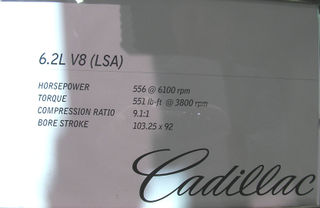 6.2L V8 (LSA)
HORSEPOWER 556 @ 6100 rpm
TORQUE 551 lb-ft @ 3800 rpm
COMPRESSION RATIO 9.1:1
BORE STROKE 103.25 x 92
Cadillac